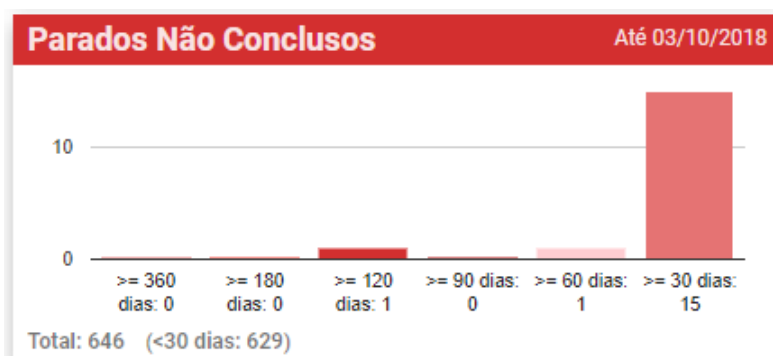 Parados Não Conclusos
Até 03/10/2018
10
0
>= 360
dias: 0
>= 180
dias: 0
>= 120
dias: 1
>= 90 dias:
0
>= 60 dias:
1
>= 30 dias:
15
Total: 646 (<30 dias: 629)